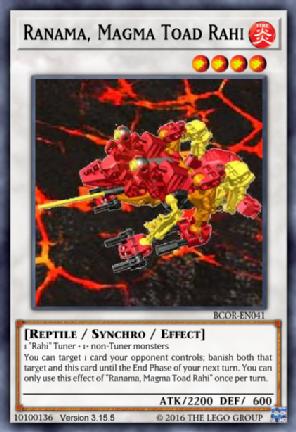 Ranama, Magma Toad Rahi
炎
BCOR-EN041
[Reptile / Synchro / Effect]
1 "Rahi" Tuner + 1+ non-Tuner monsters
You can target 1 card your opponent controls; banish both that
target and this card until the End Phase of your next turn. You can
only use this effect of "Ranama, Magma Toad Rahi" once per turn.
ATK/2200 DEF/ 600
10100136 Version 3.15.5 ©2016 THE LEGO GROUP